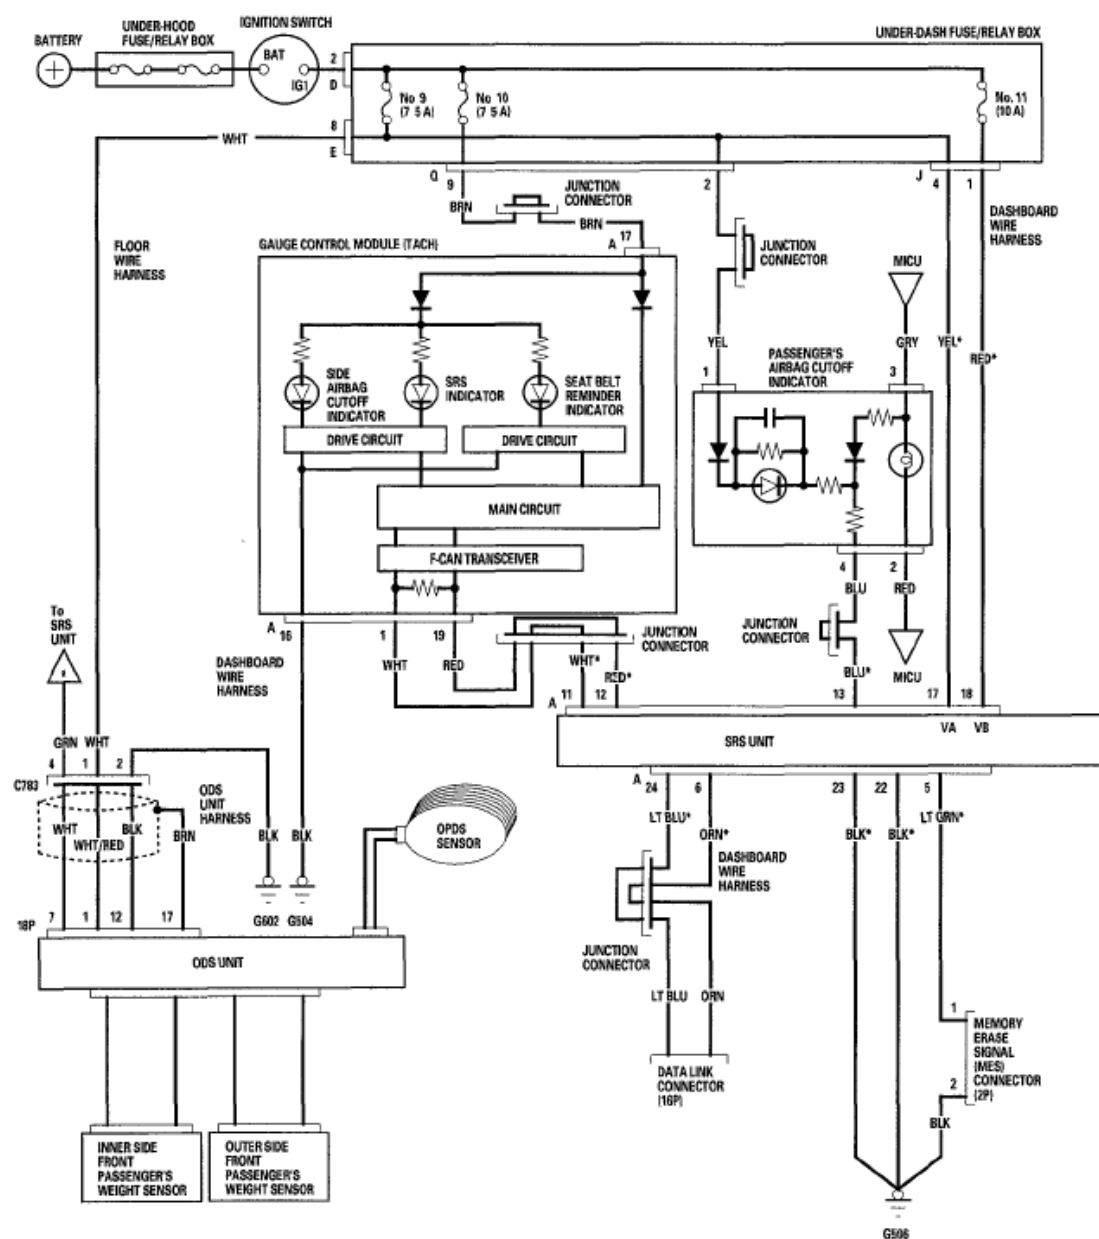 BATTERY
UNDER-HOOD
FUSE/RELAY BOX
IGNITION SWITCH
BAT
IG1
UNDER-DASH FUSE/RELAY BOX
2
D
No 9
(7 5 A)
No 10
(7 5 A)
No. 11
(10 A)
8
E
WHT
Q
9
2
J
4
1
BRN
JUNCTION
CONNECTOR
BRN
DASHBOARD
WIRE
HARNESS
FLOOR
WIRE
HARNESS
GAUGE CONTROL MODULE (TACH)
A
17
JUNCTION
CONNECTOR
MICU
YEL
GRY
YEL*
RED*
PASSENGER'S
AIRBAG CUTOFF
INDICATOR
1
3
SIDE
AIRBAG
CUTOFF
INDICATOR
SRS
INDICATOR
SEAT BELT
REMINDER
INDICATOR
DRIVE CIRCUIT
DRIVE CIRCUIT
MAIN CIRCUIT
F-CAN TRANSCEIVER
4
2
BLU
RED
To
SRS
UNIT
A
16
1
19
JUNCTION
CONNECTOR
JUNCTION
CONNECTOR
DASHBOARD
WIRE
HARNESS
WHT
RED
WHT*
RED*
BLU*
MICU
A
11
12
13
17
18
VA
VB
SRS UNIT
GRN
WHT
4
1
2
C783
A
24
6
23
22
5
ODS
UNIT
HARNESS
WHT
WHT/RED
BLK
BRN
BLK
BLK
OPDS
SENSOR
LT BLU*
ORN*
BLK*
BLK*
LT GRN*
DASHBOARD
WIRE
HARNESS
G602
G504
18P
7
1
12
17
ODS UNIT
JUNCTION
CONNECTOR
LT BLU
ORN
1
MEMORY
ERASE
SIGNAL
(MES)
CONNECTOR
(2P)
2
DATA LINK
CONNECTOR
(16P)
BLK
INNER SIDE
FRONT
PASSENGER'S
WEIGHT SENSOR
OUTER SIDE
FRONT
PASSENGER'S
WEIGHT SENSOR
G506